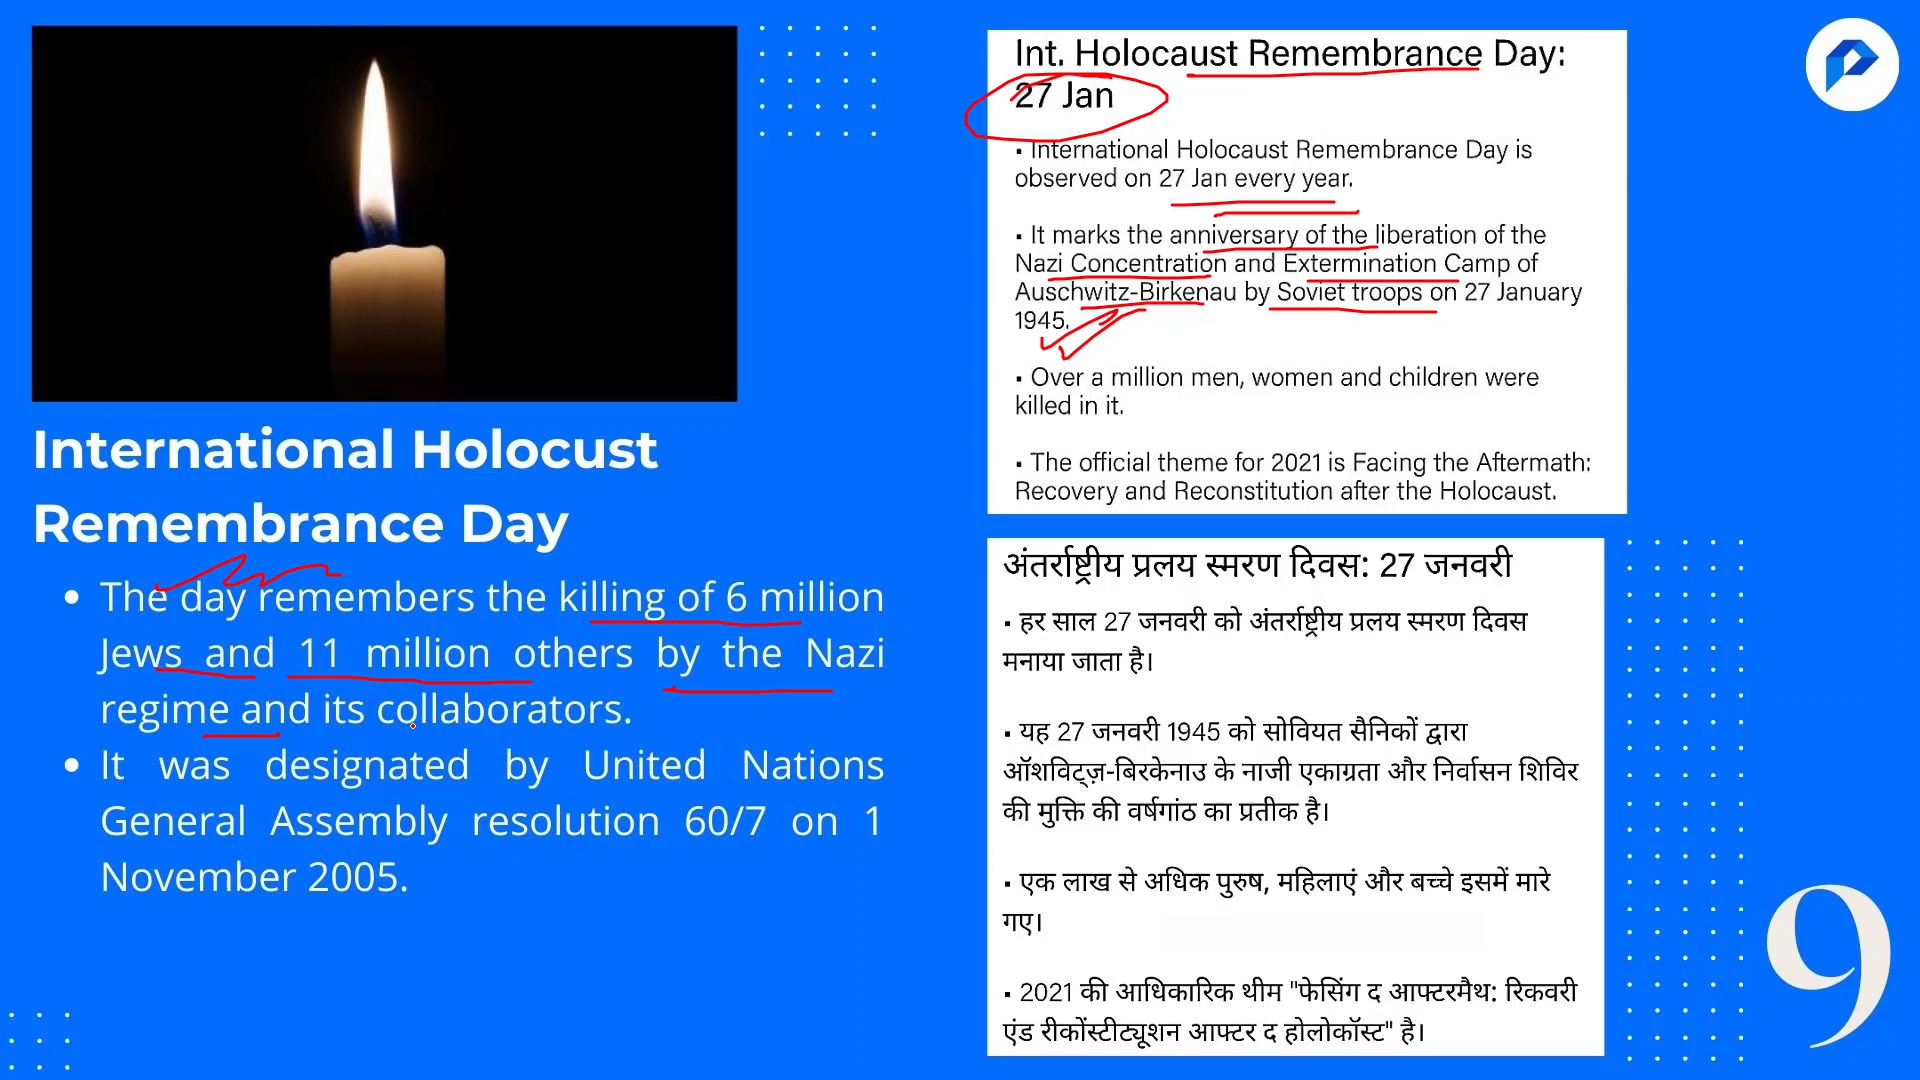 International Holocust
Remembrance Day
The day remembers the killing of 6 million
Jews and 11 million others by the Nazi
regime and its collaborators.
It was designated by United Nations
General Assembly resolution 60/7 on 1
November 2005.
Int. Holocaust Remembrance Day:
27 Jan
▪ International Holocaust Remembrance Day is
observed on 27 Jan every year.
▪ It marks the anniversary of the liberation of the
Nazi Concentration and Extermination Camp of
Auschwitz-Birkenau by Soviet troops on 27 January
1945.
▪ Over a million men, women and children were
killed in it.
▪ The official theme for 2021 is Facing the Aftermath:
Recovery and Reconstitution after the Holocaust.
अंतर्राष्ट्रीय प्रलय स्मरण दिवस: 27 जनवरी
▪ हर साल 27 जनवरी को अंतर्राष्ट्रीय प्रलय स्मरण दिवस
मनाया जाता है।
▪ यह 27 जनवरी 1945 को सोवियत सैनिकों द्वारा
ऑशविट्ज़-बिरकेनाउ के नाजी एकाग्रता और निर्वासन शिविर
की मुक्ति की वर्षगांठ का प्रतीक है।
▪ एक लाख से अधिक पुरुष, महिलाएं और बच्चे इसमें मारे
गए।
▪ 2021 की आधिकारिक थीम "फेसिंग द आफ्टरमैथ: रिकवरी
एंड रीकोंस्टीट्यूशन आफ्टर द होलोकॉस्ट" है।
9